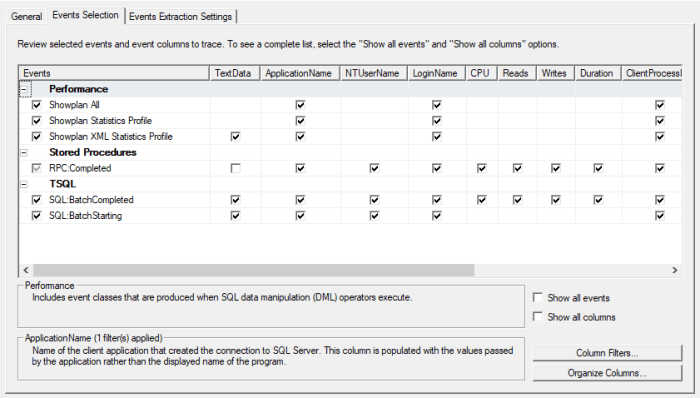 General Events Selection Events Extraction Settings
Review selected events and event columns to trace. To see a complete list, select the "Show all events" and "Show all columns" options.
Events TextData ApplicationName NTUserName LoginName CPU Reads Writes Duration ClientProcessI
Performance
Showplan All
Showplan Statistics Profile
Showplan XML Statistics Profile
Stored Procedures
RPC:Completed
TSQL
SQL:BatchCompleted
SQL:BatchStarting
Performance
Includes event classes that are produced when SQL data manipulation (DML) operators execute.
Show all events
Show all columns
ApplicationName (1 filter(s) applied)
Name of the client application that created the connection to SQL Server. This column is populated with the values passed
by the application rather than the displayed name of the program.
Column Filters...
Organize Columns...